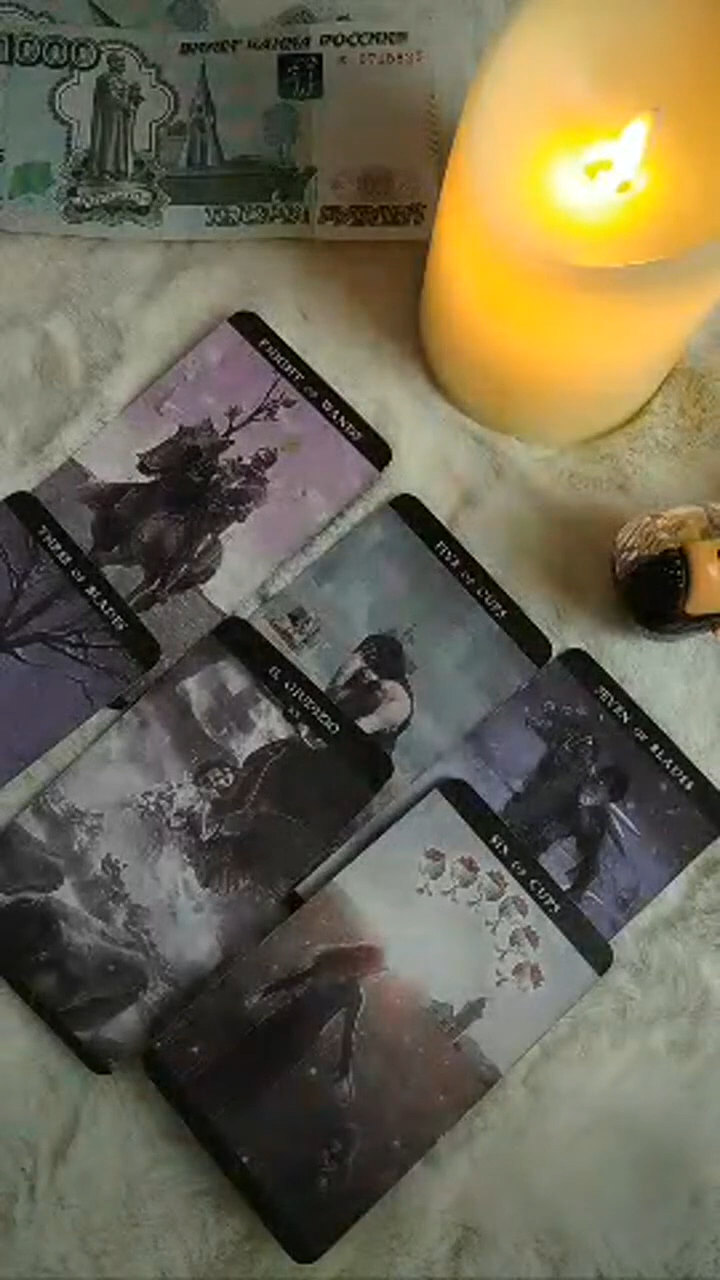 1000
БИЛЕТ БАНКА РОССИИ
KNIGHT OF WANDS
THREE OF BLADES
FIVE OF CUPS
IL GIUDIZIO
SEVEN OF BLADES
SIX OF CUPS